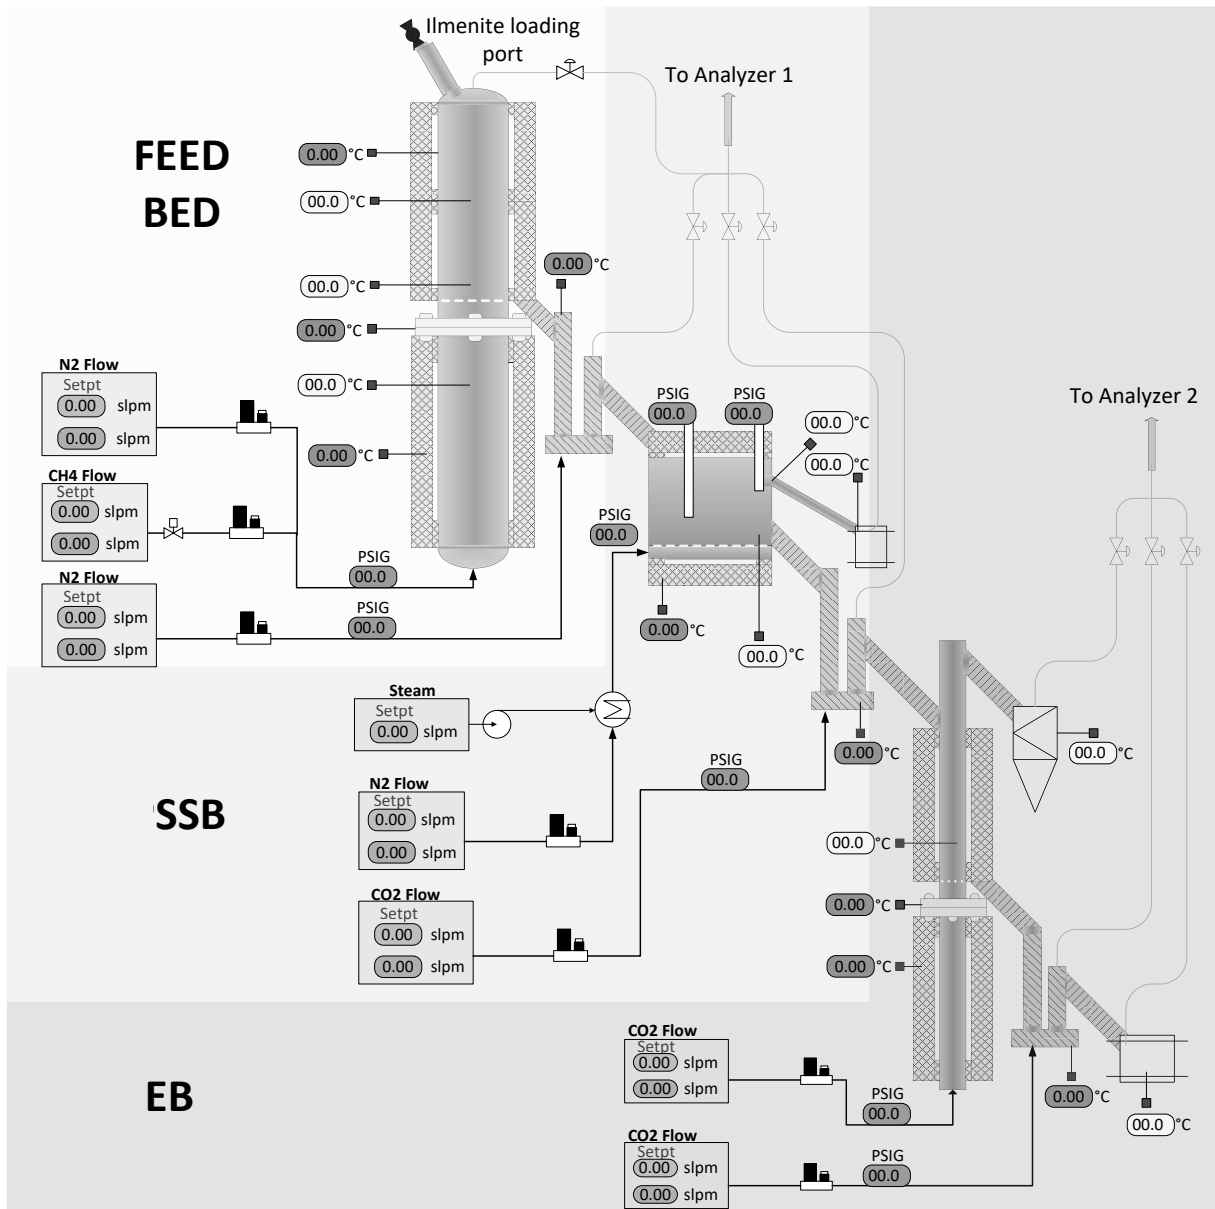 Ilmenite loading
port
To Analyzer 1
FEED
BED
0.00 °C
00.0 °C
0.00 °C
00.0 °C
0.00 °C
00.0 °C
0.00 °C
N2 Flow
Setpt
0.00 slpm
0.00 slpm
CH4 Flow
Setpt
0.00 slpm
0.00 slpm
N2 Flow
Setpt
0.00 slpm
0.00 slpm
PSIG
00.0
PSIG
00.0
To Analyzer 2
PSIG
00.0
PSIG
00.0
00.0 °C
00.0 °C
PSIG
00.0
0.00 °C
00.0 °C
Steam
Setpt
0.00 slpm
N2 Flow
Setpt
0.00 slpm
0.00 slpm
CO2 Flow
Setpt
0.00 slpm
0.00 slpm
PSIG
00.0
0.00 °C
00.0 °C
SSB
00.0 °C
0.00 °C
0.00 °C
EB
CO2 Flow
Setpt
0.00 slpm
0.00 slpm
CO2 Flow
Setpt
0.00 slpm
0.00 slpm
PSIG
00.0
PSIG
00.0
0.00 °C
00.0 °C